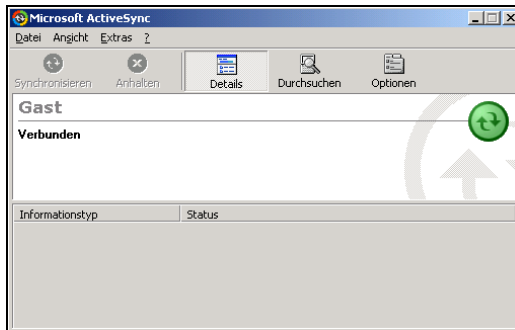 Microsoft ActiveSync
Datei Ansicht Extras ?
Synchronisieren Anhalten Details Durchsuchen Optionen
Gast
Verbunden
Informationstyp Status